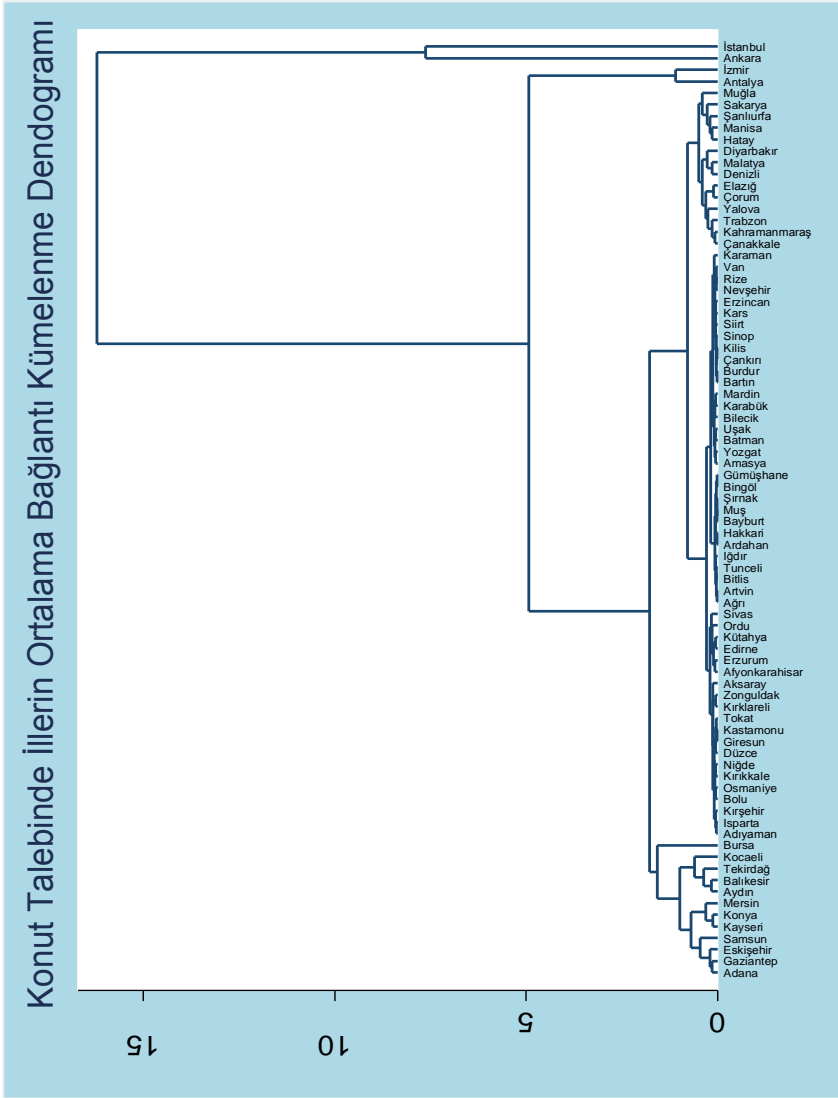 Konut Talebinde İllerin Ortalama Bağlantı Kümelenme Dendogramı
İstanbul
Ankara
İzmir
Antalya
Muğla
Sakarya
Şanlıurfa
Manisa
Hatay
Diyarbakır
Malatya
Denizli
Elazığ
Çorum
Yalova
Trabzon
Kahramanmaraş
Çanakkale
Karaman
Van
Rize
Nevşehir
Erzincan
Kars
Siirt
Sinop
Kilis
Çankırı
Burdur
Bartın
Mardin
Karabük
Bilecik
Uşak
Batman
Yozgat
Amasya
Gümüşhane
Bingöl
Şırnak
Muş
Bayburt
Hakkari
Ardahan
Iğdır
Tunceli
Bitlis
Artvin
Ağrı
Sivas
Ordu
Kütahya
Edirne
Erzurum
Afyonkarahisar
Aksaray
Zonguldak
Kırklareli
Tokat
Kastamonu
Giresun
Düzce
Niğde
Kırıkkale
Osmaniye
Bolu
Kırşehir
Isparta
Adıyaman
Bursa
Kocaeli
Tekirdağ
Balıkesir
Aydın
Mersin
Konya
Kayseri
Samsun
Eskişehir
Gaziantep
Adana
15
10
5
0